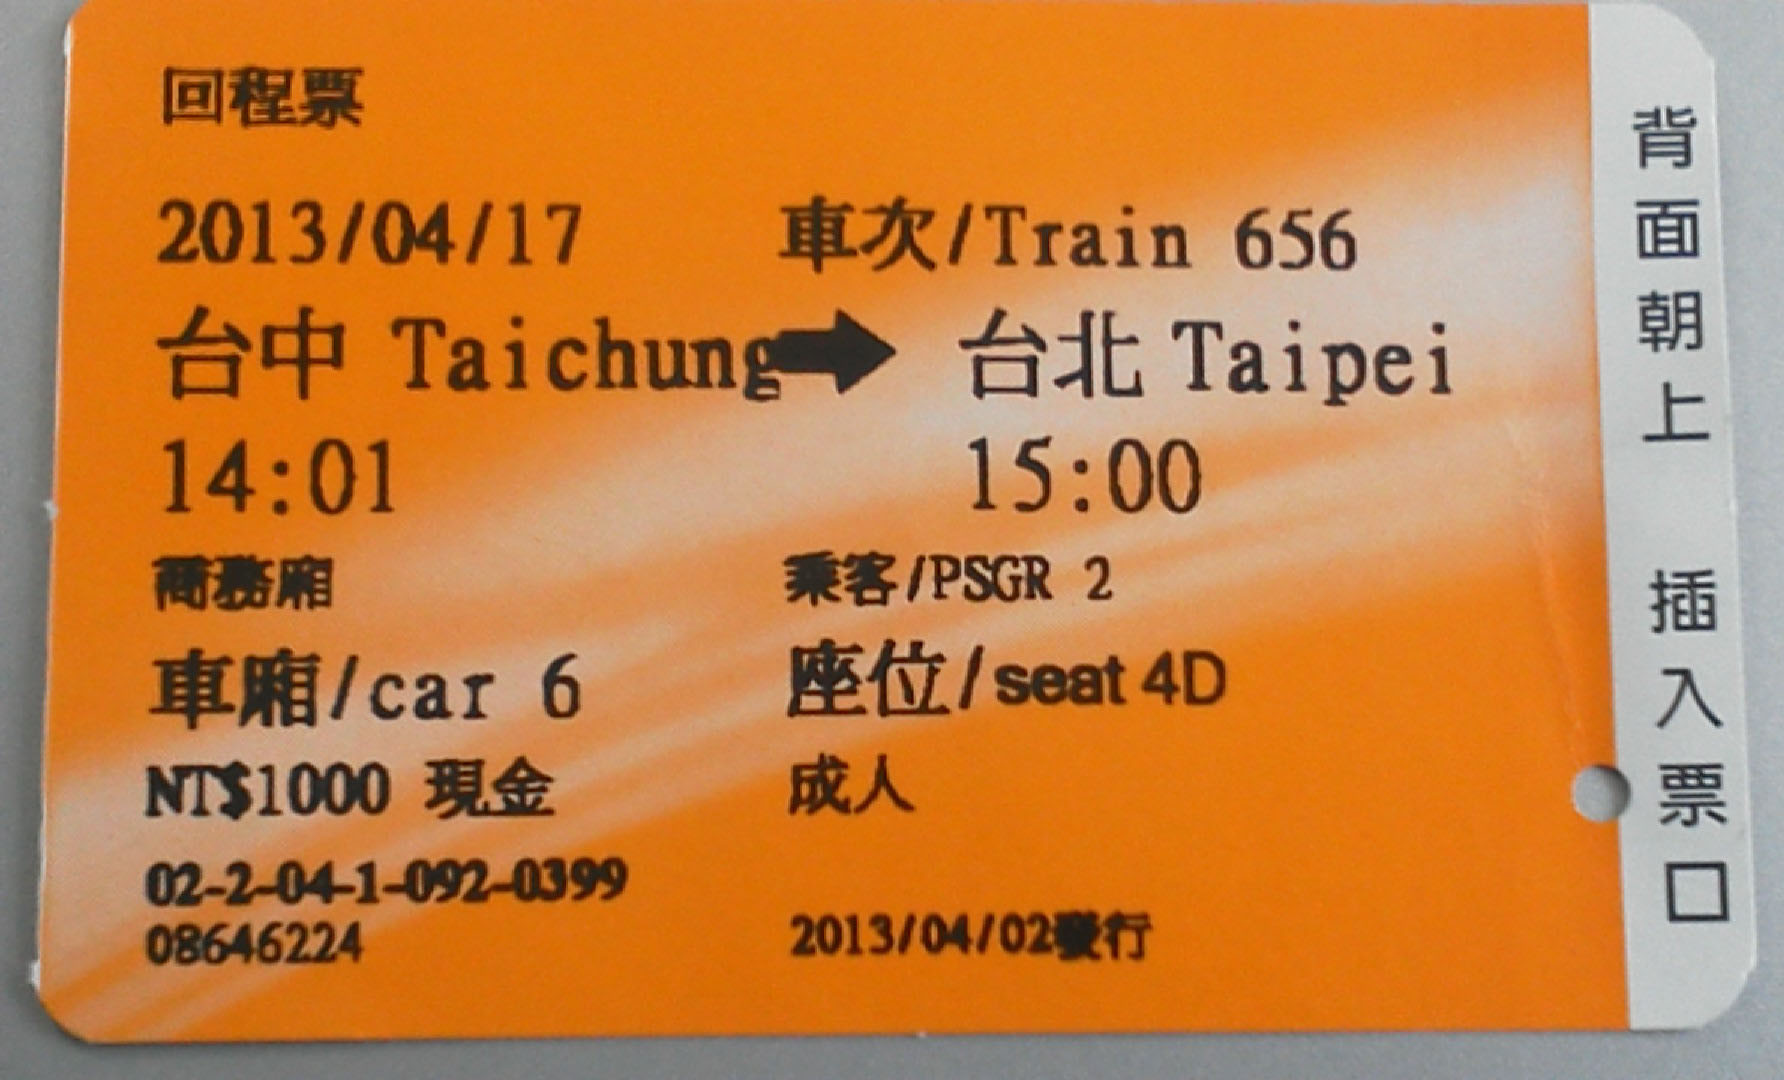 回程票
2013/04/17 車次/Train 656
台中 Taichung➡ 台北 Taipei
14:01 15:00
商務廂 乘客/PSGR 2
車廂/car 6 座位/seat 4D
NT$1000 現金 成人
02-2-04-1-092-0399
08646224 2013/04/02發行
背面朝上 插入票口